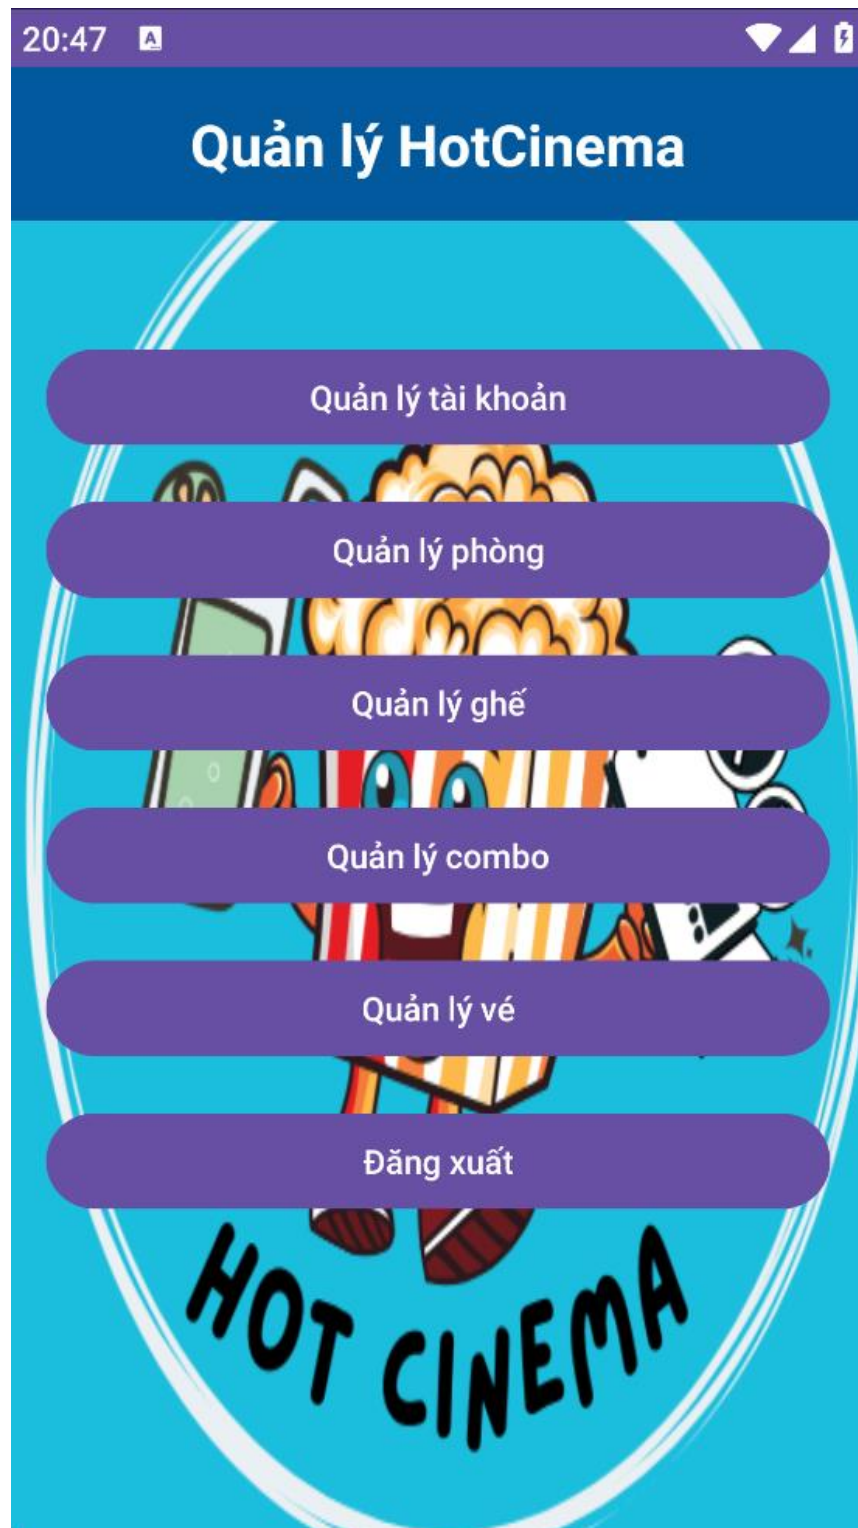 20:47
Quản lý HotCinema
Quản lý tài khoản
Quản lý phòng
Quản lý ghế
Quản lý combo
Quản lý vé
Đăng xuất
HOT CINEMA